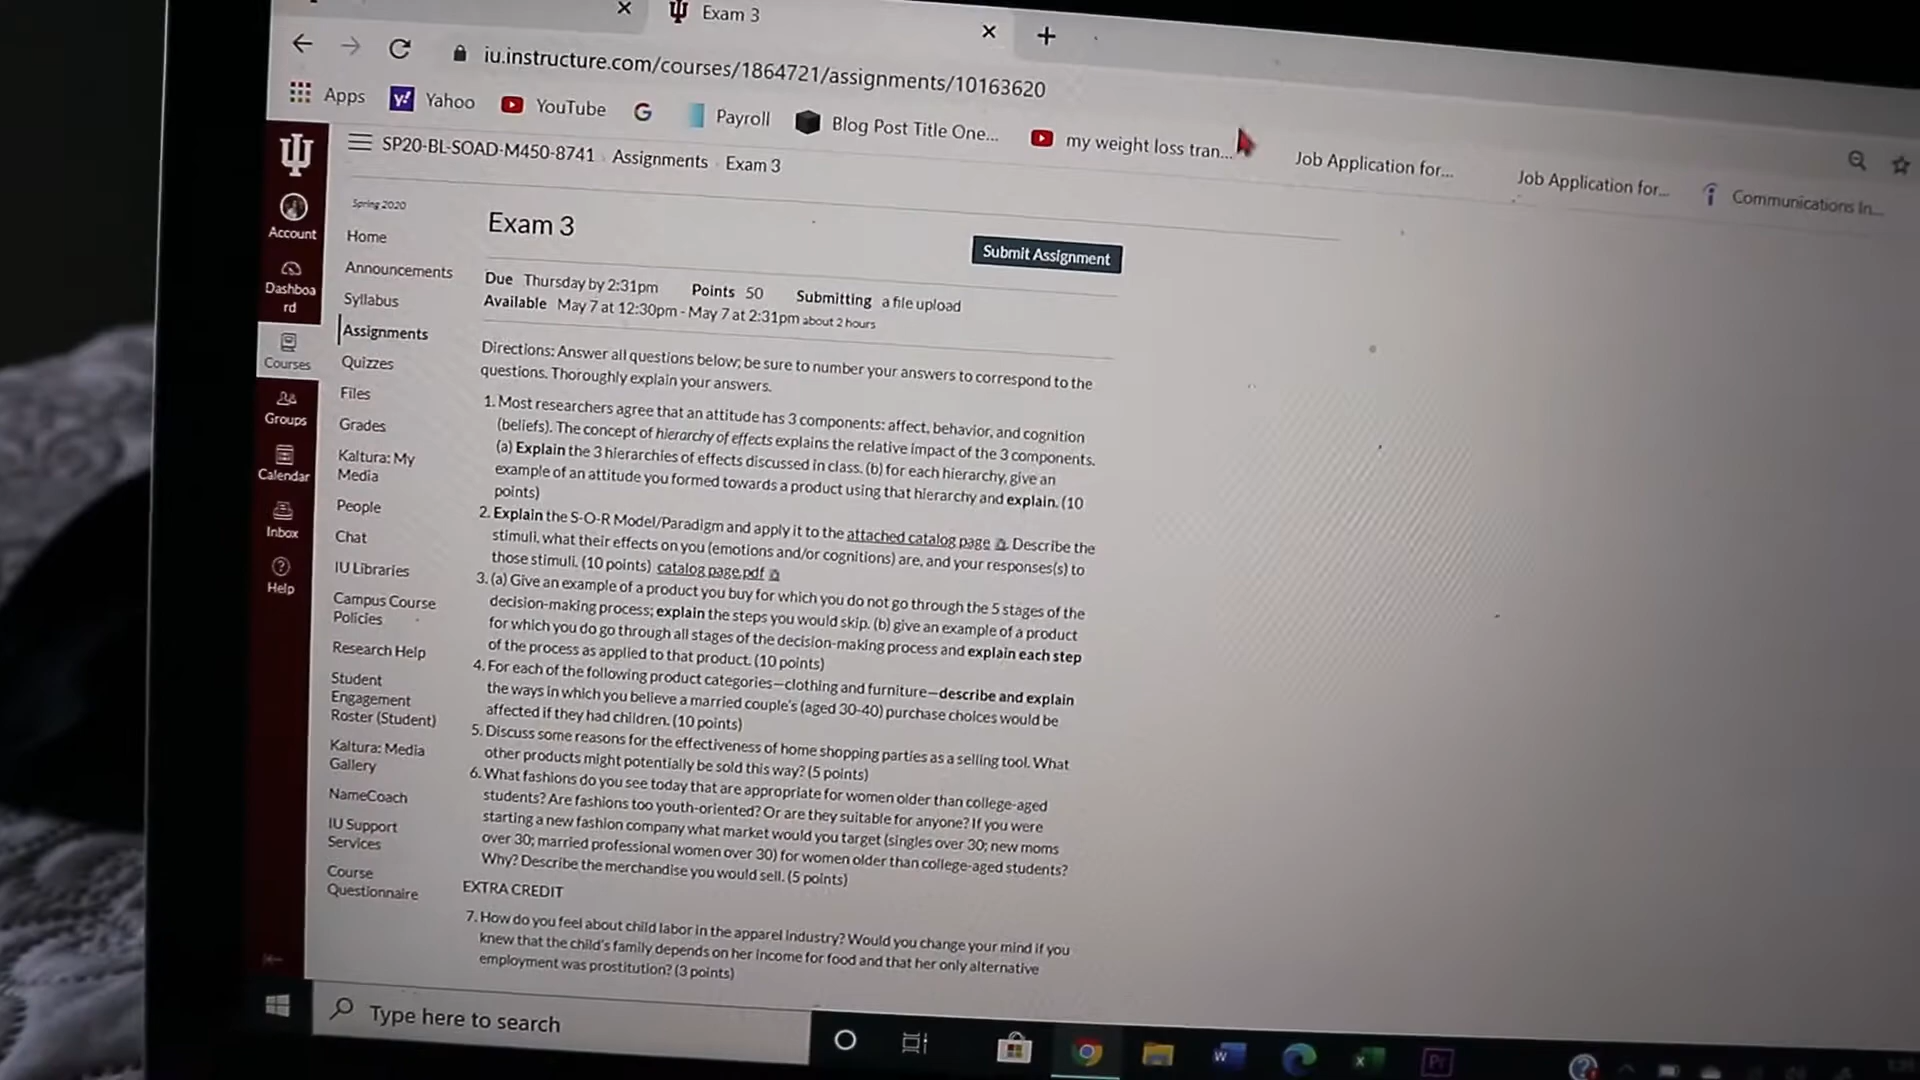 Exam 3
iu.instructure.com/courses/1864721/assignments/10163620
Apps Yahoo YouTube Payroll Blog Post Title One... my weight loss tran... Job Application for... Job Application for... Communications In...
SP20-BL-SOAD-M450-8741 Assignments Exam 3
Account
Dashboa
rd
Courses
Groups
Calendar
Inbox
Help
Spring 2020
Home
Announcements
Syllabus
Assignments
Quizzes
Files
Grades
Kaltura: My
Media
People
Chat
IU Libraries
Campus Course
Policies
Research Help
Student
Engagement
Roster (Student)
Kaltura: Media
Gallery
NameCoach
IU Support
Services
Course
Questionnaire
Exam 3
Submit Assignment
Due Thursday by 2:31pm Points 50 Submitting a file upload
Available May 7 at 12:30pm - May 7 at 2:31pm about 2 hours
Directions: Answer all questions below; be sure to number your answers to correspond to the
questions. Thoroughly explain your answers.
1. Most researchers agree that an attitude has 3 components: affect, behavior, and cognition
(beliefs). The concept of hierarchy of effects explains the relative impact of the 3 components.
(a) Explain the 3 hierarchies of effects discussed in class. (b) for each hierarchy, give an
example of an attitude you formed towards a product using that hierarchy and explain. (10
points)
2. Explain the S-O-R Model/Paradigm and apply it to the attached catalog page. Describe the
stimuli, what their effects on you (emotions and/or cognitions) are, and your responses(s) to
those stimuli. (10 points) catalog page.pdf
3. (a) Give an example of a product you buy for which you do not go through the 5 stages of the
decision-making process; explain the steps you would skip. (b) give an example of a product
for which you do go through all stages of the decision-making process and explain each step
of the process as applied to that product. (10 points)
4. For each of the following product categories—clothing and furniture—describe and explain
the ways in which you believe a married couple's (aged 30-40) purchase choices would be
affected if they had children. (10 points)
5. Discuss some reasons for the effectiveness of home shopping parties as a selling tool. What
other products might potentially be sold this way? (5 points)
6. What fashions do you see today that are appropriate for women older than college-aged
students? Are fashions too youth-oriented? Or are they suitable for anyone? If you were
starting a new fashion company what market would you target (singles over 30; new moms
over 30; married professional women over 30) for women older than college-aged students?
Why? Describe the merchandise you would sell. (5 points)
EXTRA CREDIT
7. How do you feel about child labor in the apparel industry? Would you change your mind if you
knew that the child's family depends on her income for food and that her only alternative
employment was prostitution? (3 points)
Type here to search